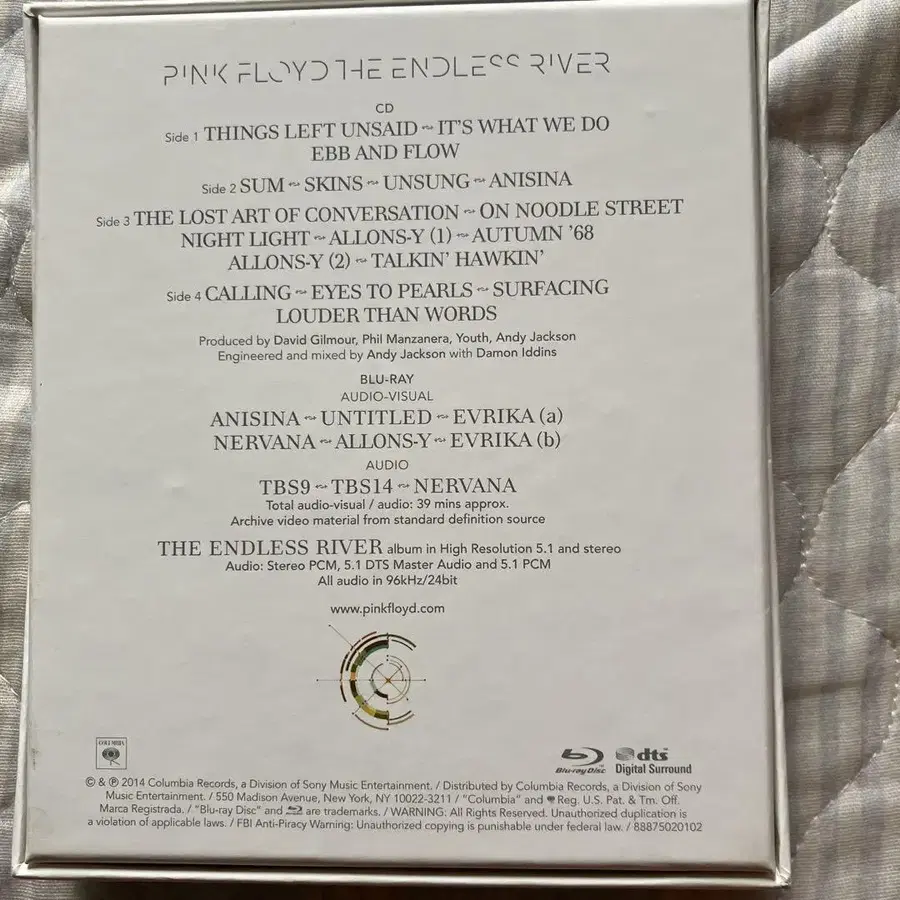 PINK FLOYD THE ENDLESS RIVER
CD
Side 1 THINGS LEFT UNSAID ~ IT'S WHAT WE DO
EBB AND FLOW
Side 2 SUM ~ SKINS ~ UNSUNG ~ ANISINA
Side 3 THE LOST ART OF CONVERSATION ~ ON NOODLE STREET
NIGHT LIGHT ~ ALLONS-Y (1) ~ AUTUMN '68
ALLONS-Y (2) ~ TALKIN' HAWKIN'
Side 4 CALLING ~ EYES TO PEARLS ~ SURFACING
LOUDER THAN WORDS
Produced by David Gilmour, Phil Manzanera, Youth, Andy Jackson
Engineered and mixed by Andy Jackson with Damon Iddins
BLU-RAY
AUDIO-VISUAL
ANISINA ~ UNTITLED ~ EVRIKA (a)
NERVANA ~ ALLONS-Y ~ EVRIKA (b)
AUDIO
TBS9 ~ TBS14 ~ NERVANA
Total audio-visual / audio: 39 mins approx.
Archive video material from standard definition source
THE ENDLESS RIVER album in High Resolution 5.1 and stereo
Audio: Stereo PCM, 5.1 DTS Master Audio and 5.1 PCM
All audio in 96kHz/24bit
www.pinkfloyd.com
COLUMBIA
Blu-ray Disc™ dts Digital Surround
© & ℗ 2014 Columbia Records, a Division of Sony Music Entertainment. / Distributed by Columbia Records, a Division of Sony
Music Entertainment. / 550 Madison Avenue, New York, NY 10022-3211 / "Columbia" and Reg. U.S. Pat. & Tm. Off.
Marca Registrada. / "Blu-ray Disc" and are trademarks. / WARNING: All Rights Reserved. Unauthorized duplication is
a violation of applicable laws. / FBI Anti-Piracy Warning: Unauthorized copying is punishable under federal law. / 88875020102